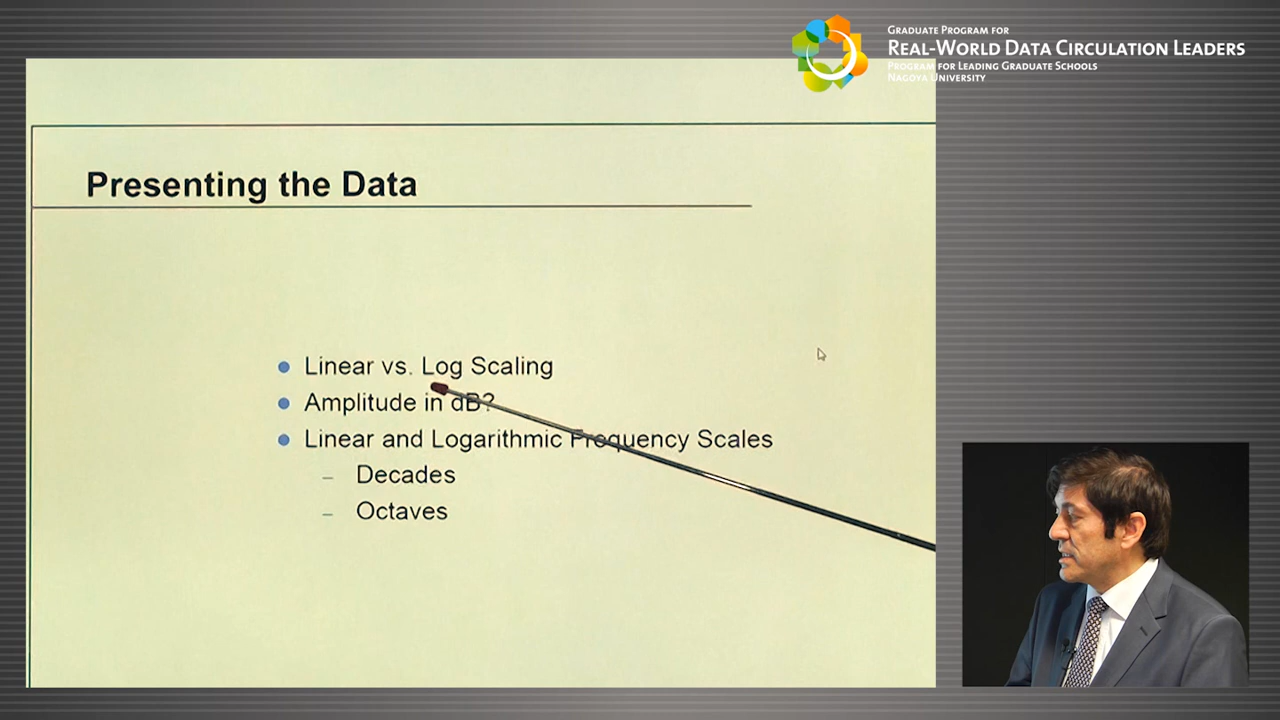 GRADUATE PROGRAM FOR
REAL-WORLD DATA CIRCULATION LEADERS
PROGRAM FOR LEADING GRADUATE SCHOOLS
NAGOYA UNIVERSITY
Presenting the Data
Linear vs. Log Scaling
Amplitude in dB?
Linear and Logarithmic Frequency Scales
– Decades
– Octaves